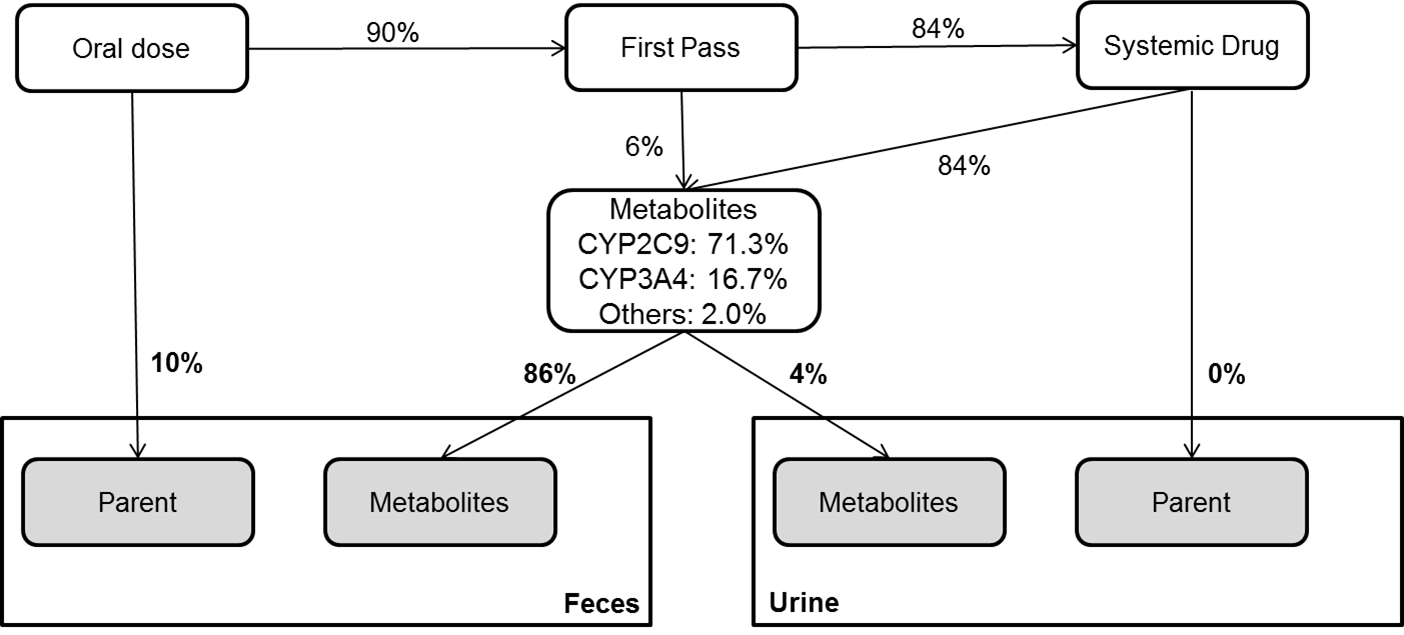 Oral dose
90%
First Pass
84%
Systemic Drug
6%
84%
Metabolites
CYP2C9: 71.3%
CYP3A4: 16.7%
Others: 2.0%
10%
86%
4%
0%
Parent
Metabolites
Metabolites
Parent
Feces
Urine